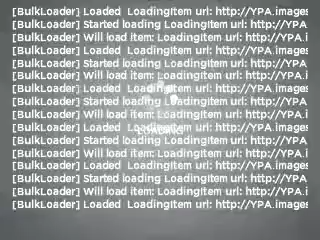 [BulkLoader] Loaded  LoadingItem url: http://YPA.images
[BulkLoader] Started loading LoadingItem url: http://YPA
[BulkLoader] Will load item: LoadingItem url: http://YPA.i
[BulkLoader] Loaded  LoadingItem url: http://YPA.images
[BulkLoader] Started loading LoadingItem url: http://YPA
[BulkLoader] Will load item: LoadingItem url: http://YPA.i
[BulkLoader] Loaded  LoadingItem url: http://YPA.images
[BulkLoader] Started loading LoadingItem url: http://YPA
[BulkLoader] Will load item: LoadingItem url: http://YPA.i
[BulkLoader] Loaded  LoadingItem url: http://YPA.images
[BulkLoader] Started loading LoadingItem url: http://YPA
[BulkLoader] Will load item: LoadingItem url: http://YPA.i
[BulkLoader] Loaded  LoadingItem url: http://YPA.images
[BulkLoader] Started loading LoadingItem url: http://YPA
[BulkLoader] Will load item: LoadingItem url: http://YPA.i
[BulkLoader] Loaded  LoadingItem url: http://YPA.images